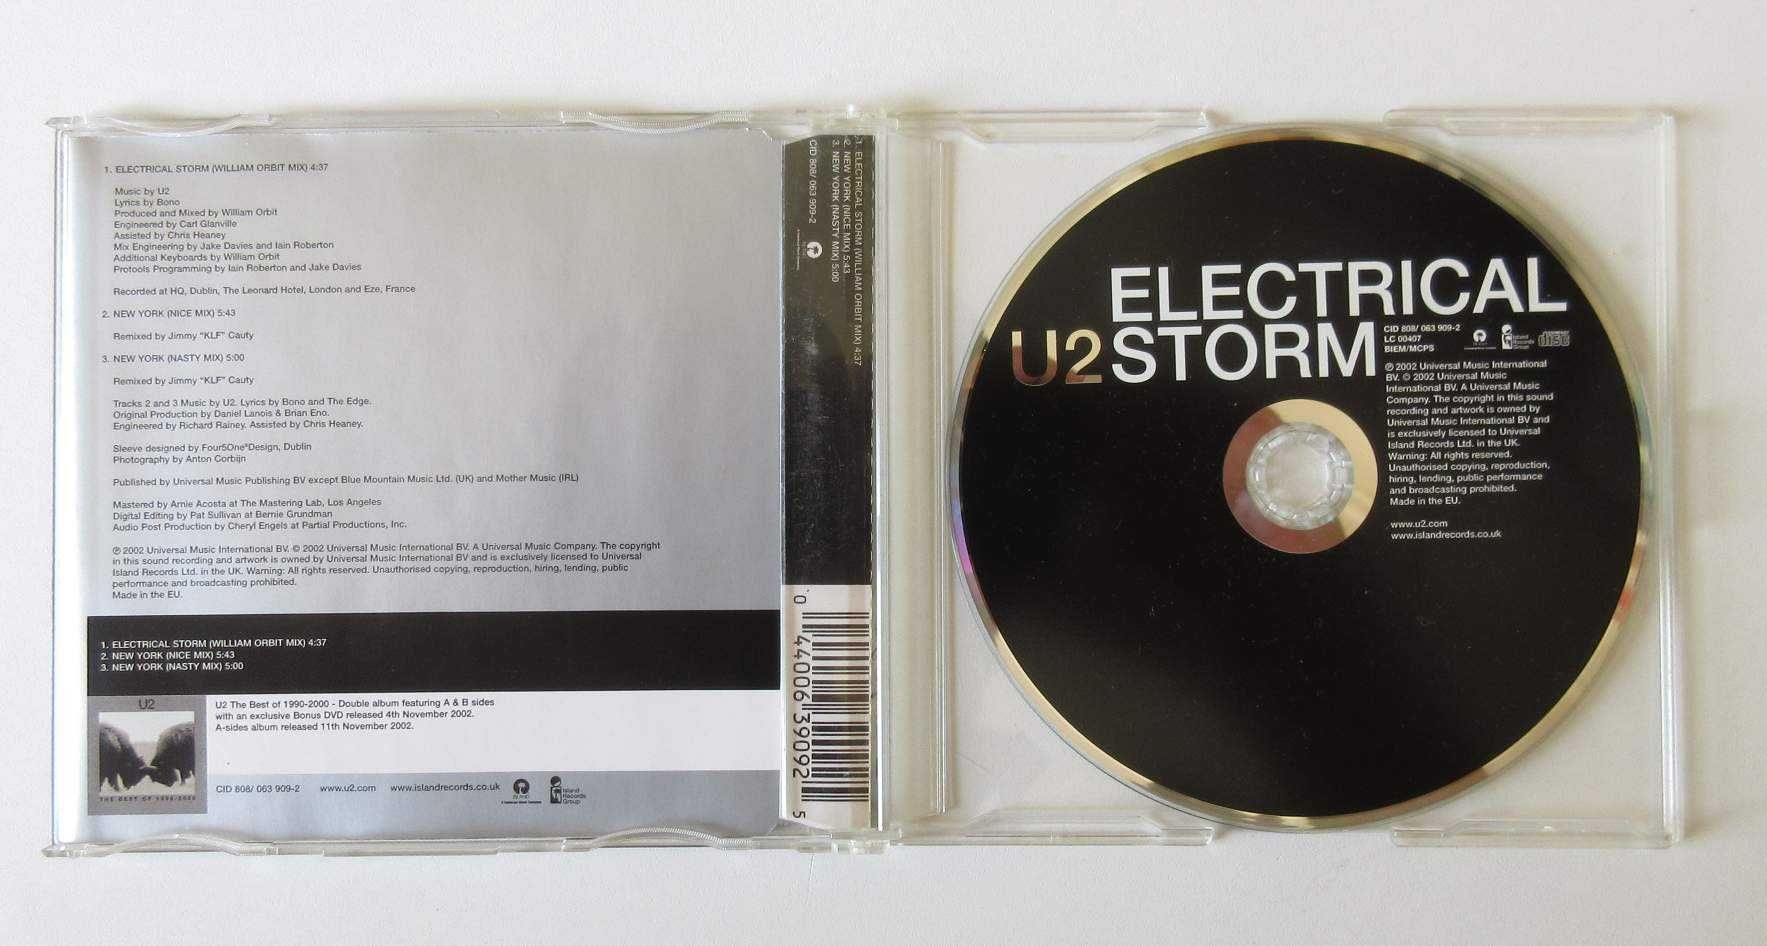 1. ELECTRICAL STORM (WILLIAM ORBIT MIX) 4:37
Music by U2
Lyrics by Bono
Produced and Mixed by William Orbit
Engineered by Carl Glanville
Assisted by Chris Heaney
Mix Engineering by Jake Davies and Iain Roberton
Additional Keyboards by William Orbit
Protools Programming by Iain Roberton and Jake Davies
Recorded at HQ, Dublin, The Leonard Hotel, London and Eze, France
2. NEW YORK (NICE MIX) 5:43
Remixed by Jimmy "KLF" Cauty
3. NEW YORK (NASTY MIX) 5:00
Remixed by Jimmy "KLF" Cauty
Tracks 2 and 3 Music by U2. Lyrics by Bono and The Edge.
Original Production by Daniel Lanois & Brian Eno.
Engineered by Richard Rainey. Assisted by Chris Heaney.
Sleeve designed by Four5One°Design, Dublin
Photography by Anton Corbijn
Published by Universal Music Publishing BV except Blue Mountain Music Ltd. (UK) and Mother Music (IRL)
Mastered by Arnie Acosta at The Mastering Lab, Los Angeles
Digital Editing by Pat Sullivan at Bernie Grundman
Audio Post Production by Cheryl Engels at Partial Productions, Inc.
℗ 2002 Universal Music International BV. © 2002 Universal Music International BV. A Universal Music Company. The copyright
in this sound recording and artwork is owned by Universal Music International BV and is exclusively licensed to Universal
Island Records Ltd. in the UK. Warning: All rights reserved. Unauthorised copying, reproduction, hiring, lending, public
performance and broadcasting prohibited.
Made in the EU.
1. ELECTRICAL STORM (WILLIAM ORBIT MIX) 4:37
2. NEW YORK (NICE MIX) 5:43
3. NEW YORK (NASTY MIX) 5:00
U2
THE BEST OF 1990-2000
U2 The Best of 1990-2000 - Double album featuring A & B sides
with an exclusive Bonus DVD released 4th November 2002.
A-sides album released 11th November 2002.
CID 808/ 063 909-2 www.u2.com www.islandrecords.co.uk
Island
Records
Group
1. ELECTRICAL STORM (WILLIAM ORBIT MIX) 4:37
2. NEW YORK (NICE MIX) 5:43
3. NEW YORK (NASTY MIX) 5:00
CID 808/ 063 909-2
0 44006 39092 5
ELECTRICAL
U2 STORM
CID 808/ 063 909-2
LC 00407
BIEM/MCPS
Island
Records
Group
disc
℗ 2002 Universal Music International
BV. © 2002 Universal Music
International BV. A Universal Music
Company. The copyright in this sound
recording and artwork is owned by
Universal Music International BV and
is exclusively licensed to Universal
Island Records Ltd. in the UK.
Warning: All rights reserved.
Unauthorised copying, reproduction,
hiring, lending, public performance
and broadcasting prohibited.
Made in the EU.
www.u2.com
www.islandrecords.co.uk